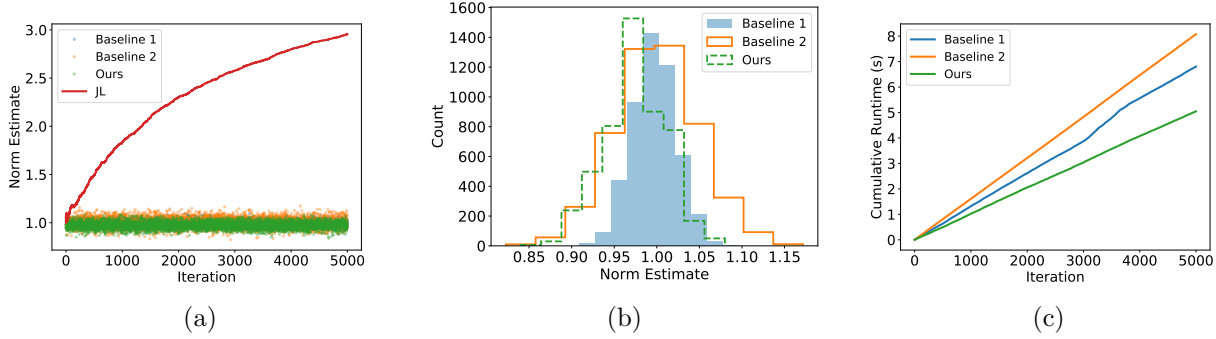 3.0
2.5
2.0
1.5
1.0
Norm Estimate
0 1000 2000 3000 4000 5000
Iteration
Baseline 1
Baseline 2
Ours
JL
(a)
1600
1400
1200
1000
800
600
400
200
0
Count
0.85 0.90 0.95 1.00 1.05 1.10 1.15
Norm Estimate
Baseline 1
Baseline 2
Ours
(b)
8
7
6
5
4
3
2
1
0
Cumulative Runtime (s)
0 1000 2000 3000 4000 5000
Iteration
Baseline 1
Baseline 2
Ours
(c)